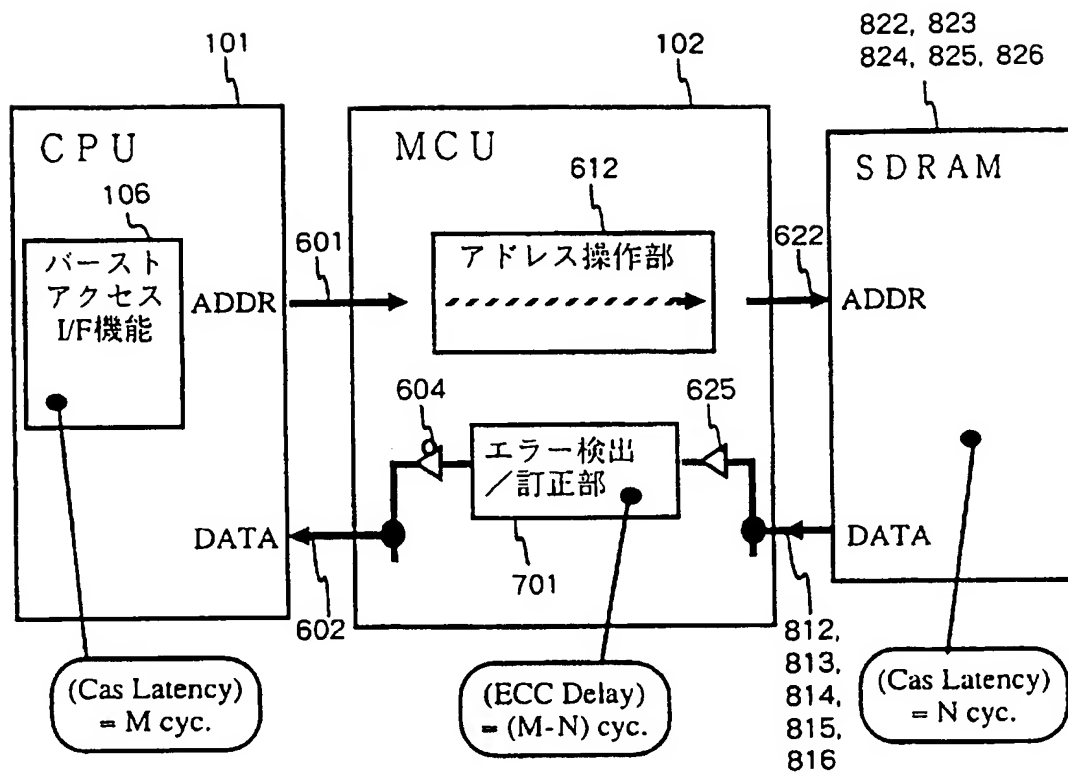 101
102
822, 823
824, 825, 826
CPU
MCU
SDRAM
106
612
バースト
アクセス
I/F機能
ADDR
601
アドレス操作部
622
ADDR
604
625
エラー検出
／訂正部
DATA
602
701
DATA
812,
813,
814,
815,
816
(Cas Latency)
= M cyc.
(ECC Delay)
= (M-N) cyc.
(Cas Latency)
= N cyc.